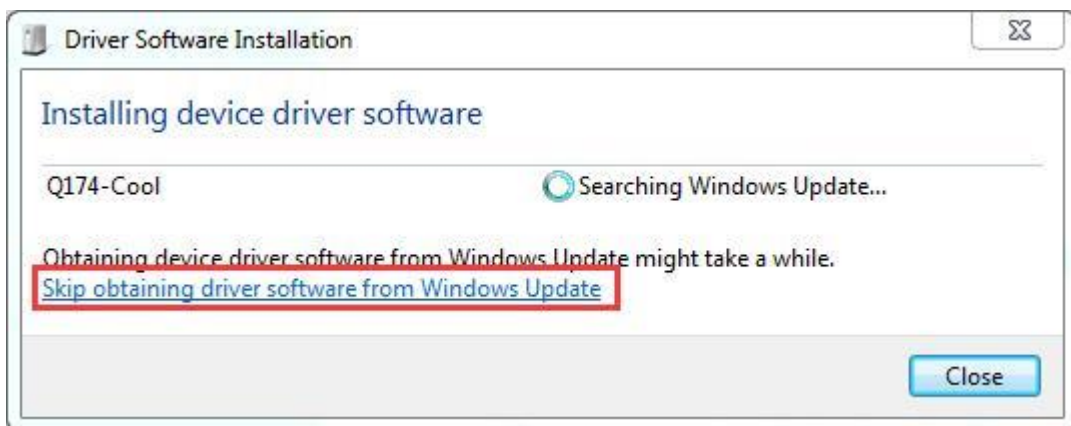 Driver Software Installation
Installing device driver software
Q174-Cool Searching Windows Update...
Obtaining device driver software from Windows Update might take a while.
Skip obtaining driver software from Windows Update
Close